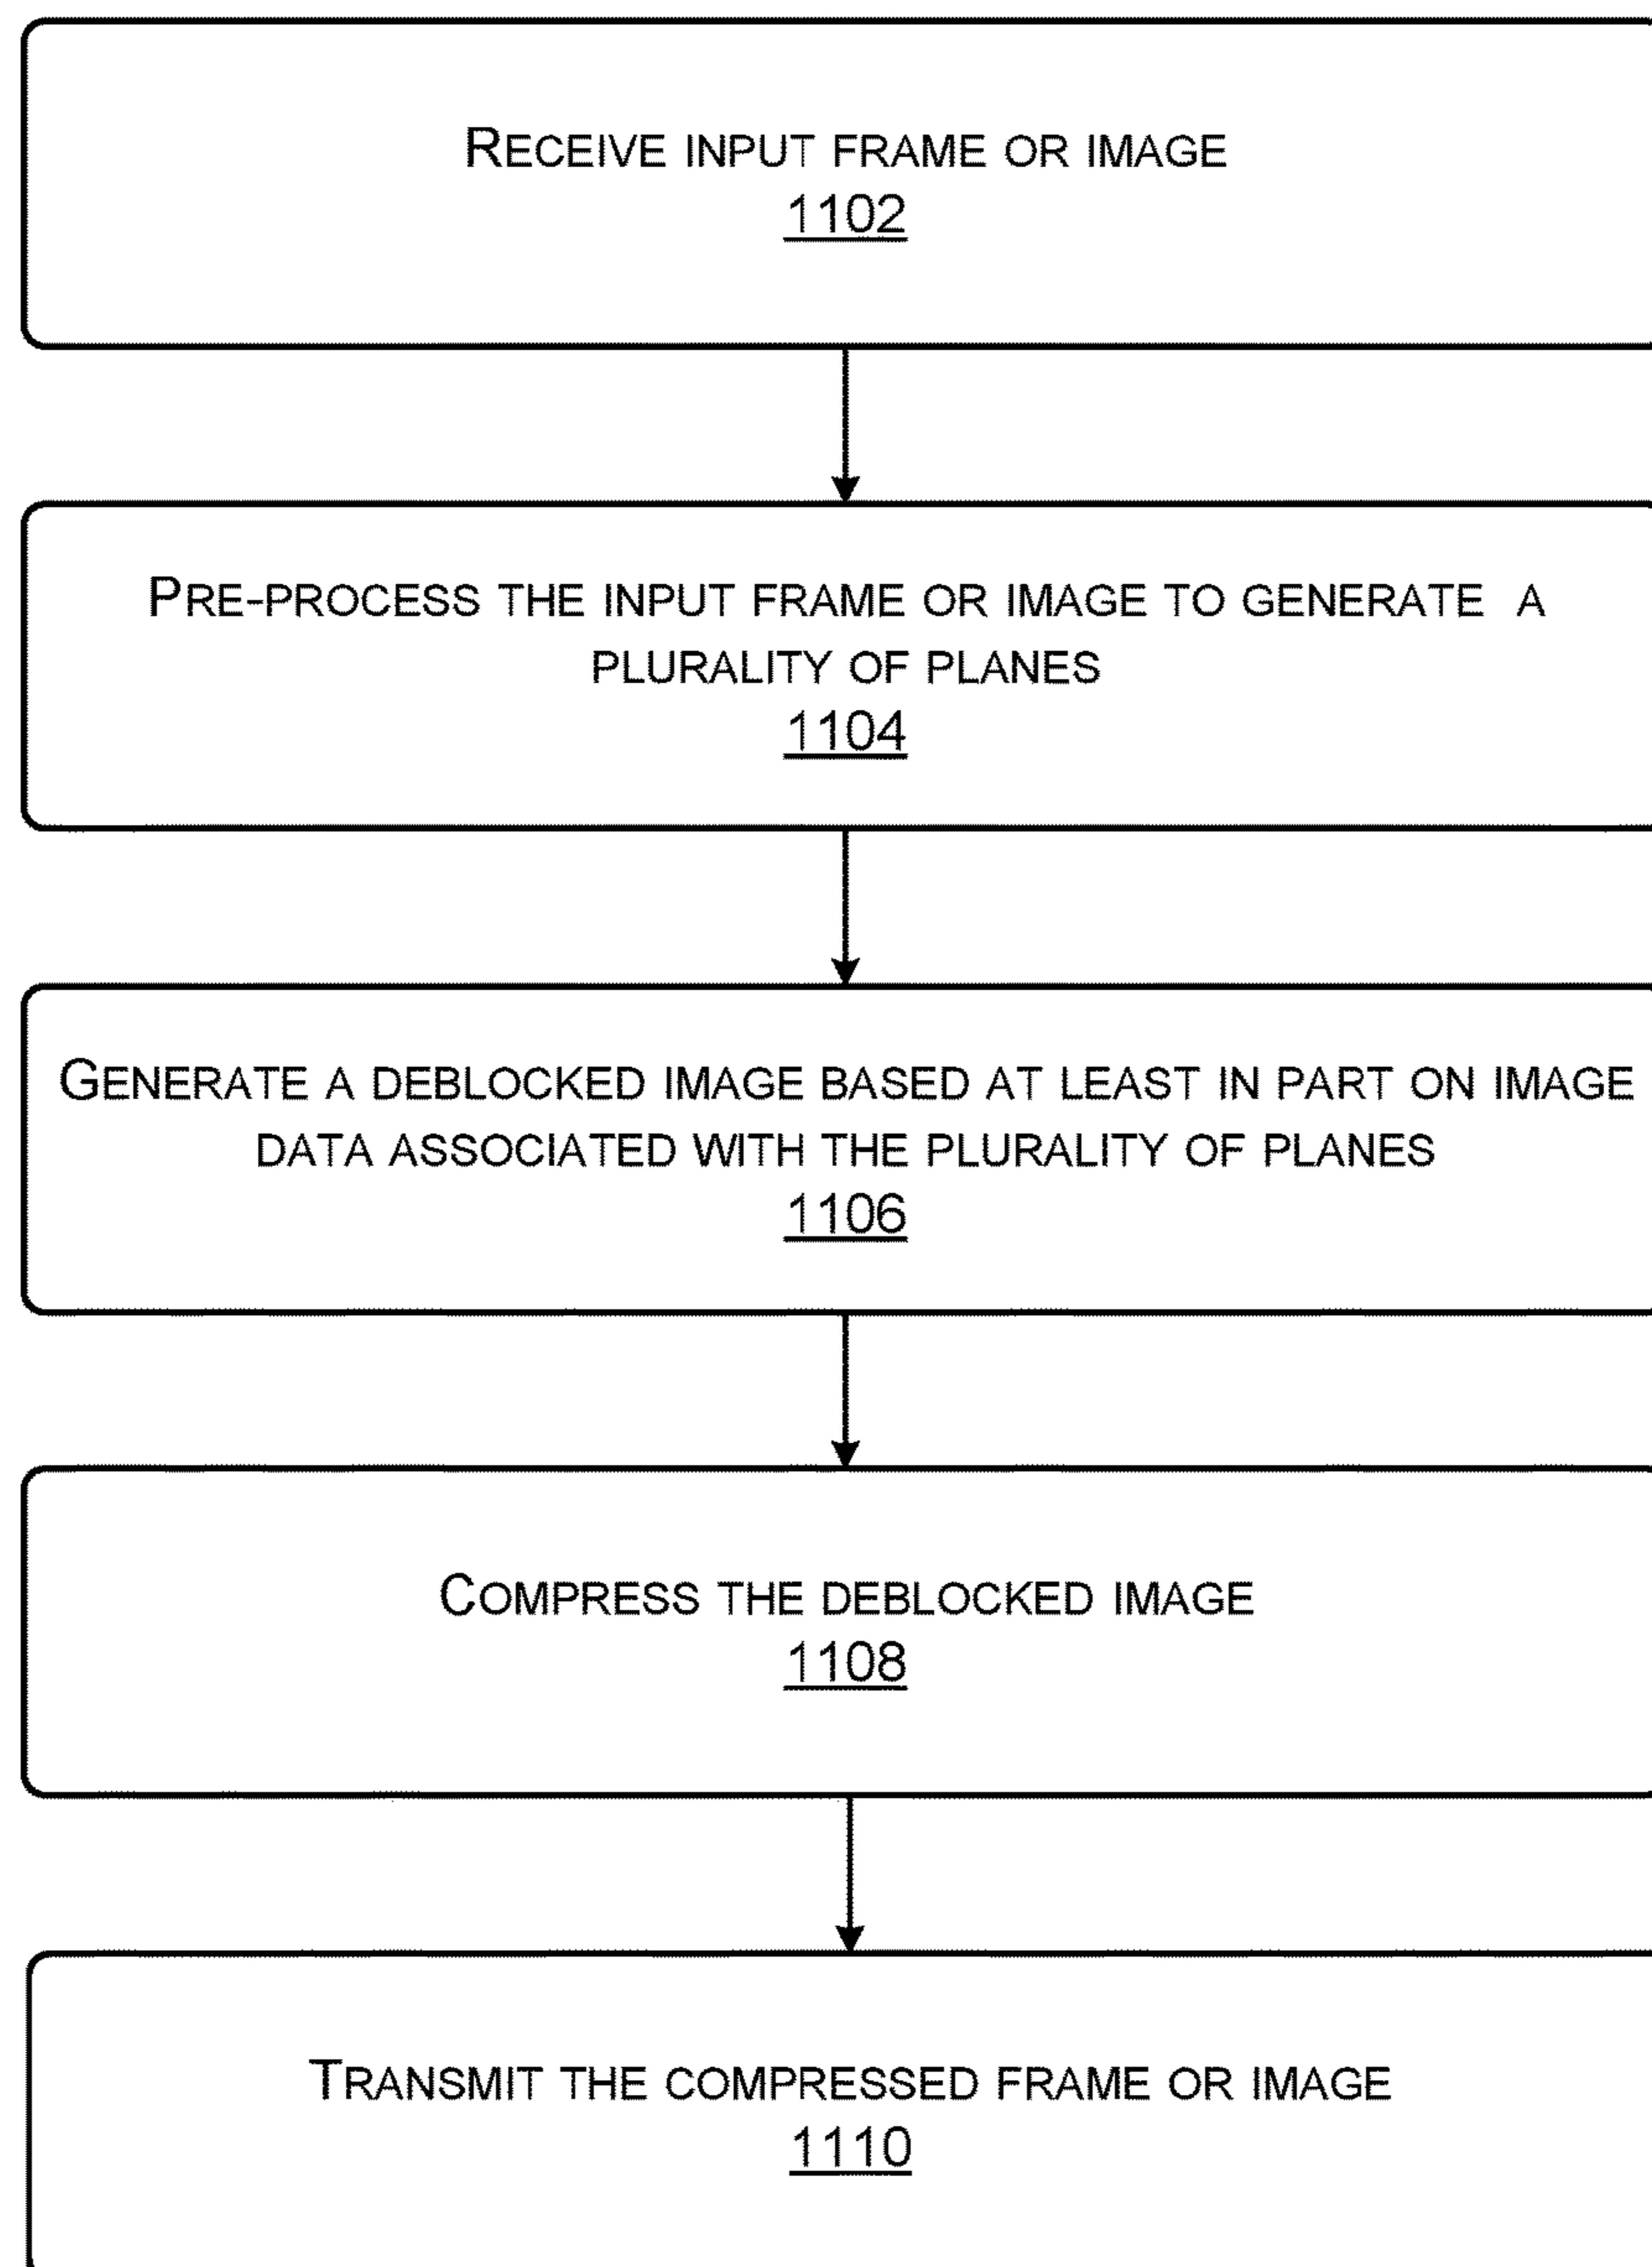 RECEIVE INPUT FRAME OR IMAGE
1102
PRE-PROCESS THE INPUT FRAME OR IMAGE TO GENERATE A
PLURALITY OF PLANES
1104
GENERATE A DEBLOCKED IMAGE BASED AT LEAST IN PART ON IMAGE
DATA ASSOCIATED WITH THE PLURALITY OF PLANES
1106
COMPRESS THE DEBLOCKED IMAGE
1108
TRANSMIT THE COMPRESSED FRAME OR IMAGE
1110